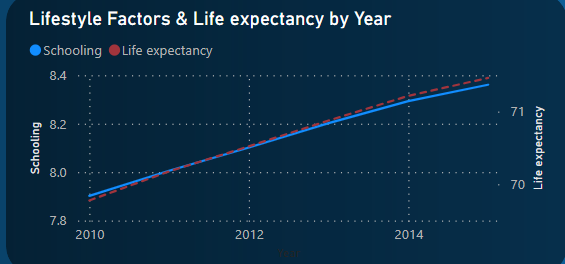 Lifestyle Factors & Life expectancy by Year
Schooling Life expectancy
8.4
8.2
8.0
7.8
Schooling
71
70
Life expectancy
2010 2012 2014
Year